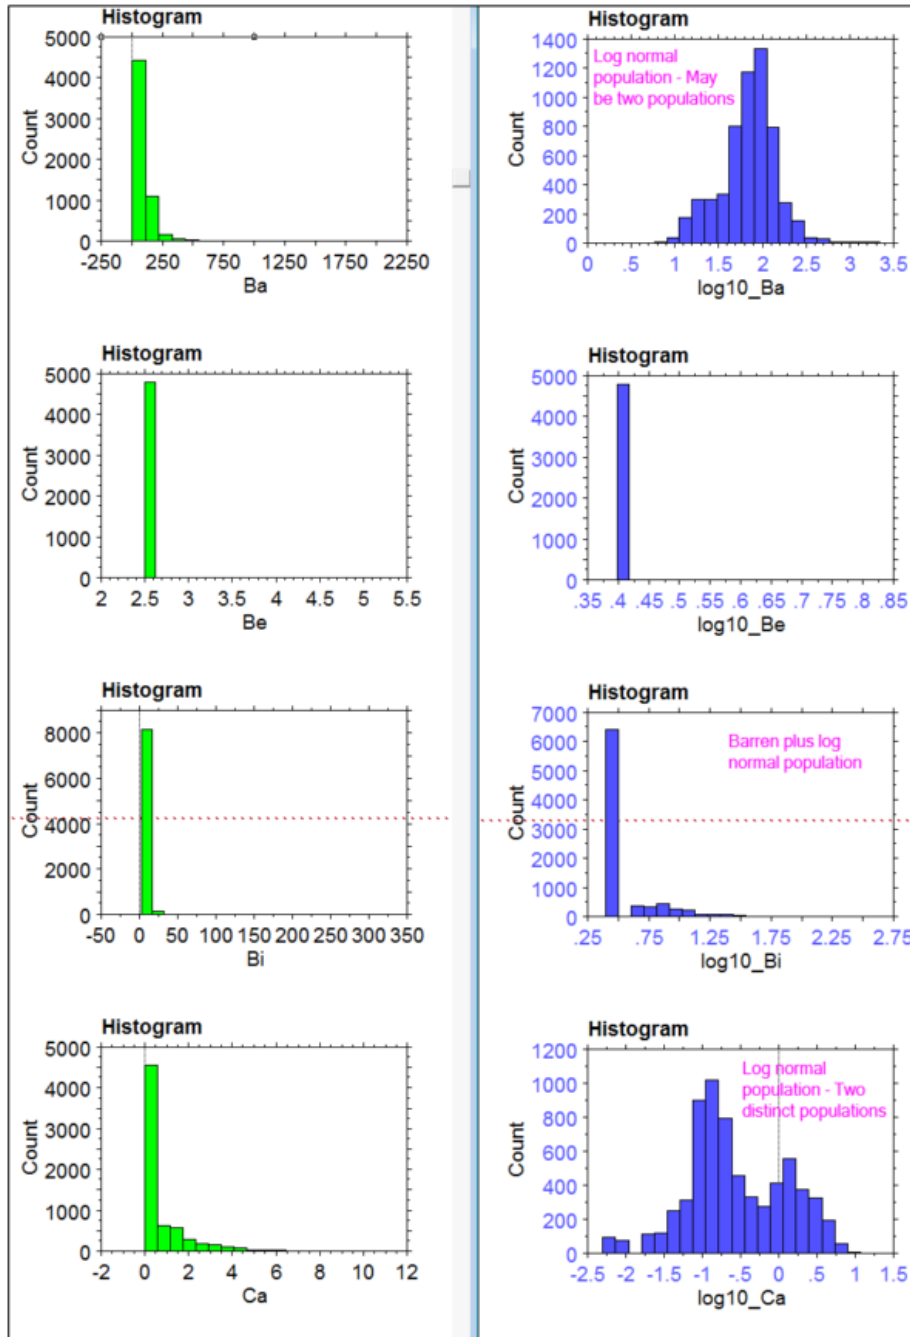 Histogram
5000
4000
3000
2000
1000
0
Count
-250 250 750 1250 1750 2250
Ba
Histogram
1400
1200
1000
800
600
400
200
0
Count
Log normal
population - May
be two populations
0 .5 1 1.5 2 2.5 3 3.5
log10_Ba
Histogram
5000
4000
3000
2000
1000
0
Count
2 2.5 3 3.5 4 4.5 5 5.5
Be
Histogram
5000
4000
3000
2000
1000
0
Count
.35 .4 .45 .5 .55 .6 .65 .7 .75 .8 .85
log10_Be
Histogram
8000
6000
4000
2000
0
Count
-50 0 50 100 150 200 250 300 350
Bi
Histogram
7000
6000
5000
4000
3000
2000
1000
0
Count
Barren plus log
normal population
.25 .75 1.25 1.75 2.25 2.75
log10_Bi
Histogram
5000
4000
3000
2000
1000
0
Count
-2 0 2 4 6 8 10 12
Ca
Histogram
1200
1000
800
600
400
200
0
Count
Log normal
population - Two
distinct populations
-2.5 -2 -1.5 -1 -.5 0 .5 1 1.5
log10_Ca